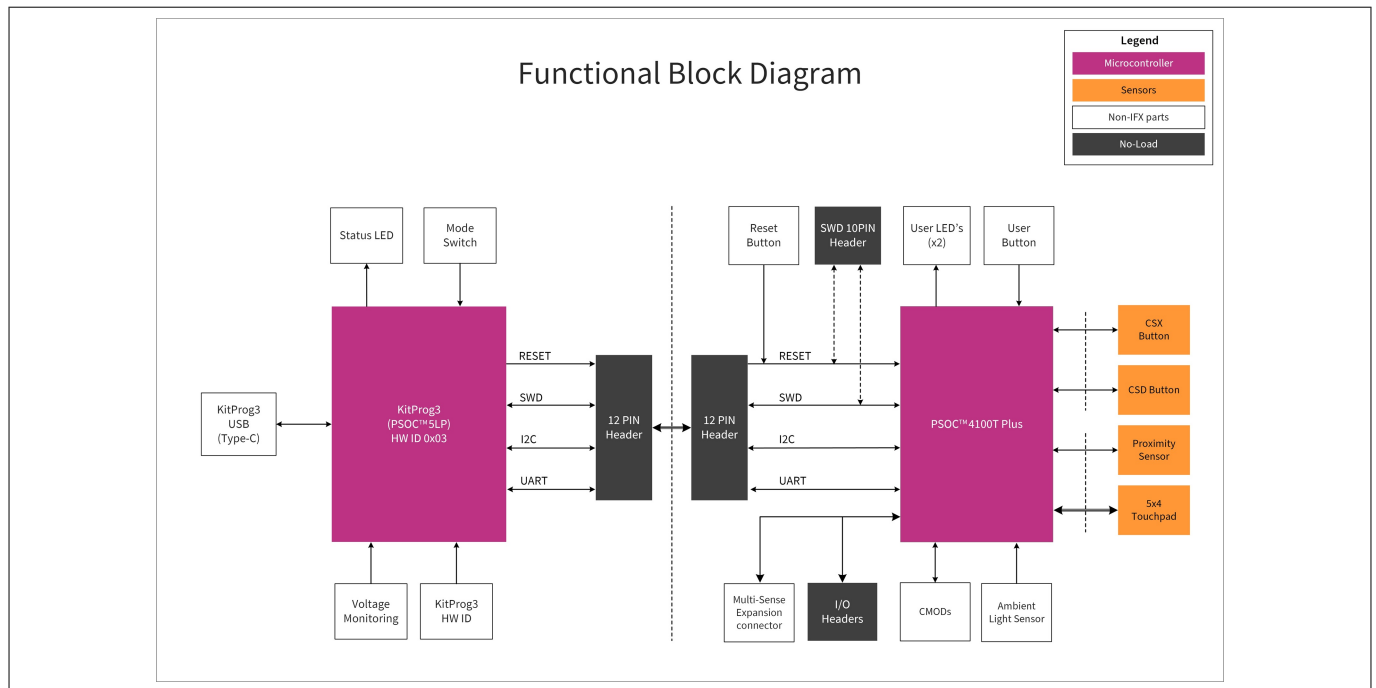 Functional Block Diagram
Legend
Microcontroller
Sensors
Non-IFX parts
No-Load
Status LED
Mode
Switch
Reset
Button
SWD 10PIN
Header
User LED's
(x2)
User
Button
KitProg3
USB
(Type-C)
KitProg3
(PSOC™5LP)
HW ID 0x03
RESET
SWD
I2C
UART
12 PIN
Header
12 PIN
Header
RESET
SWD
I2C
UART
PSOC™4100T Plus
CSX
Button
CSD Button
Proximity
Sensor
5x4
Touchpad
Voltage
Monitoring
KitProg3
HW ID
Multi-Sense
Expansion
connector
I/O
Headers
CMODs
Ambient
Light Sensor